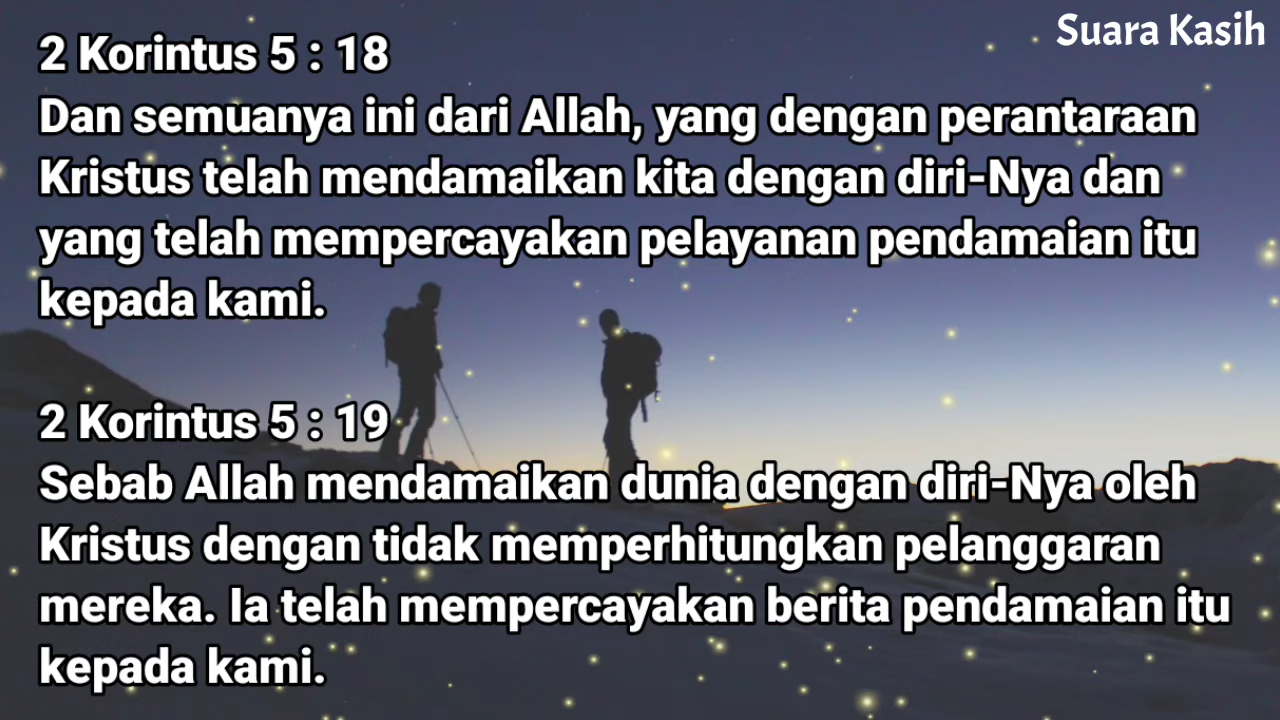 Suara Kasih
2 Korintus 5 : 18
Dan semuanya ini dari Allah, yang dengan perantaraan
Kristus telah mendamaikan kita dengan diri-Nya dan
yang telah mempercayakan pelayanan pendamaian itu
kepada kami.
2 Korintus 5 : 19
Sebab Allah mendamaikan dunia dengan diri-Nya oleh
Kristus dengan tidak memperhitungkan pelanggaran
mereka. Ia telah mempercayakan berita pendamaian itu
kepada kami.